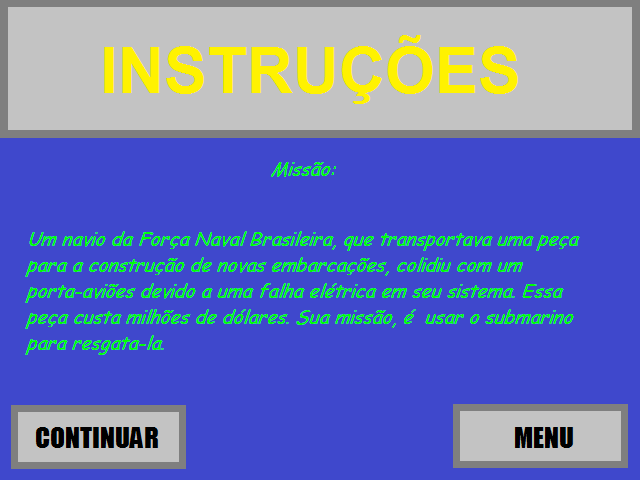 INSTRUÇÕES
Missão:
Um navio da Força Naval Brasileira, que transportava uma peça
para a construção de novas embarcações, colidiu com um
porta-aviões devido a uma falha elétrica em seu sistema. Essa
peça custa milhões de dólares. Sua missão, é  usar o submarino
para resgata-la.
CONTINUAR
MENU